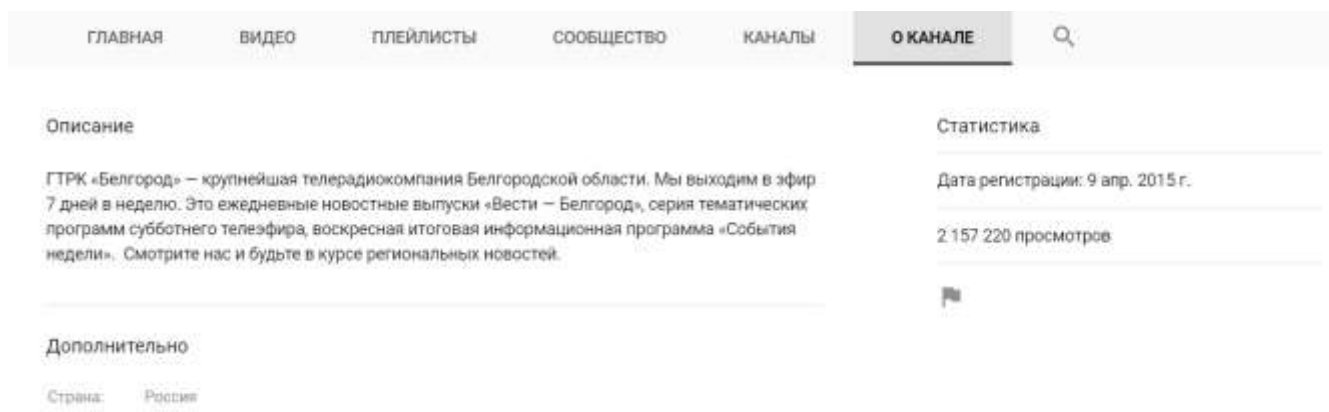 ГЛАВНАЯ ВИДЕО ПЛЕЙЛИСТЫ СООБЩЕСТВО КАНАЛЫ О КАНАЛЕ
Описание
ГТРК «Белгород» — крупнейшая телерадиокомпания Белгородской области. Мы выходим в эфир
7 дней в неделю. Это ежедневные новостные выпуски «Вести — Белгород», серия тематических
программ субботнего телеэфира, воскресная итоговая информационная программа «События
недели». Смотрите нас и будьте в курсе региональных новостей.
Дополнительно
Страна: Россия
Статистика
Дата регистрации: 9 апр. 2015 г.
2 157 220 просмотров